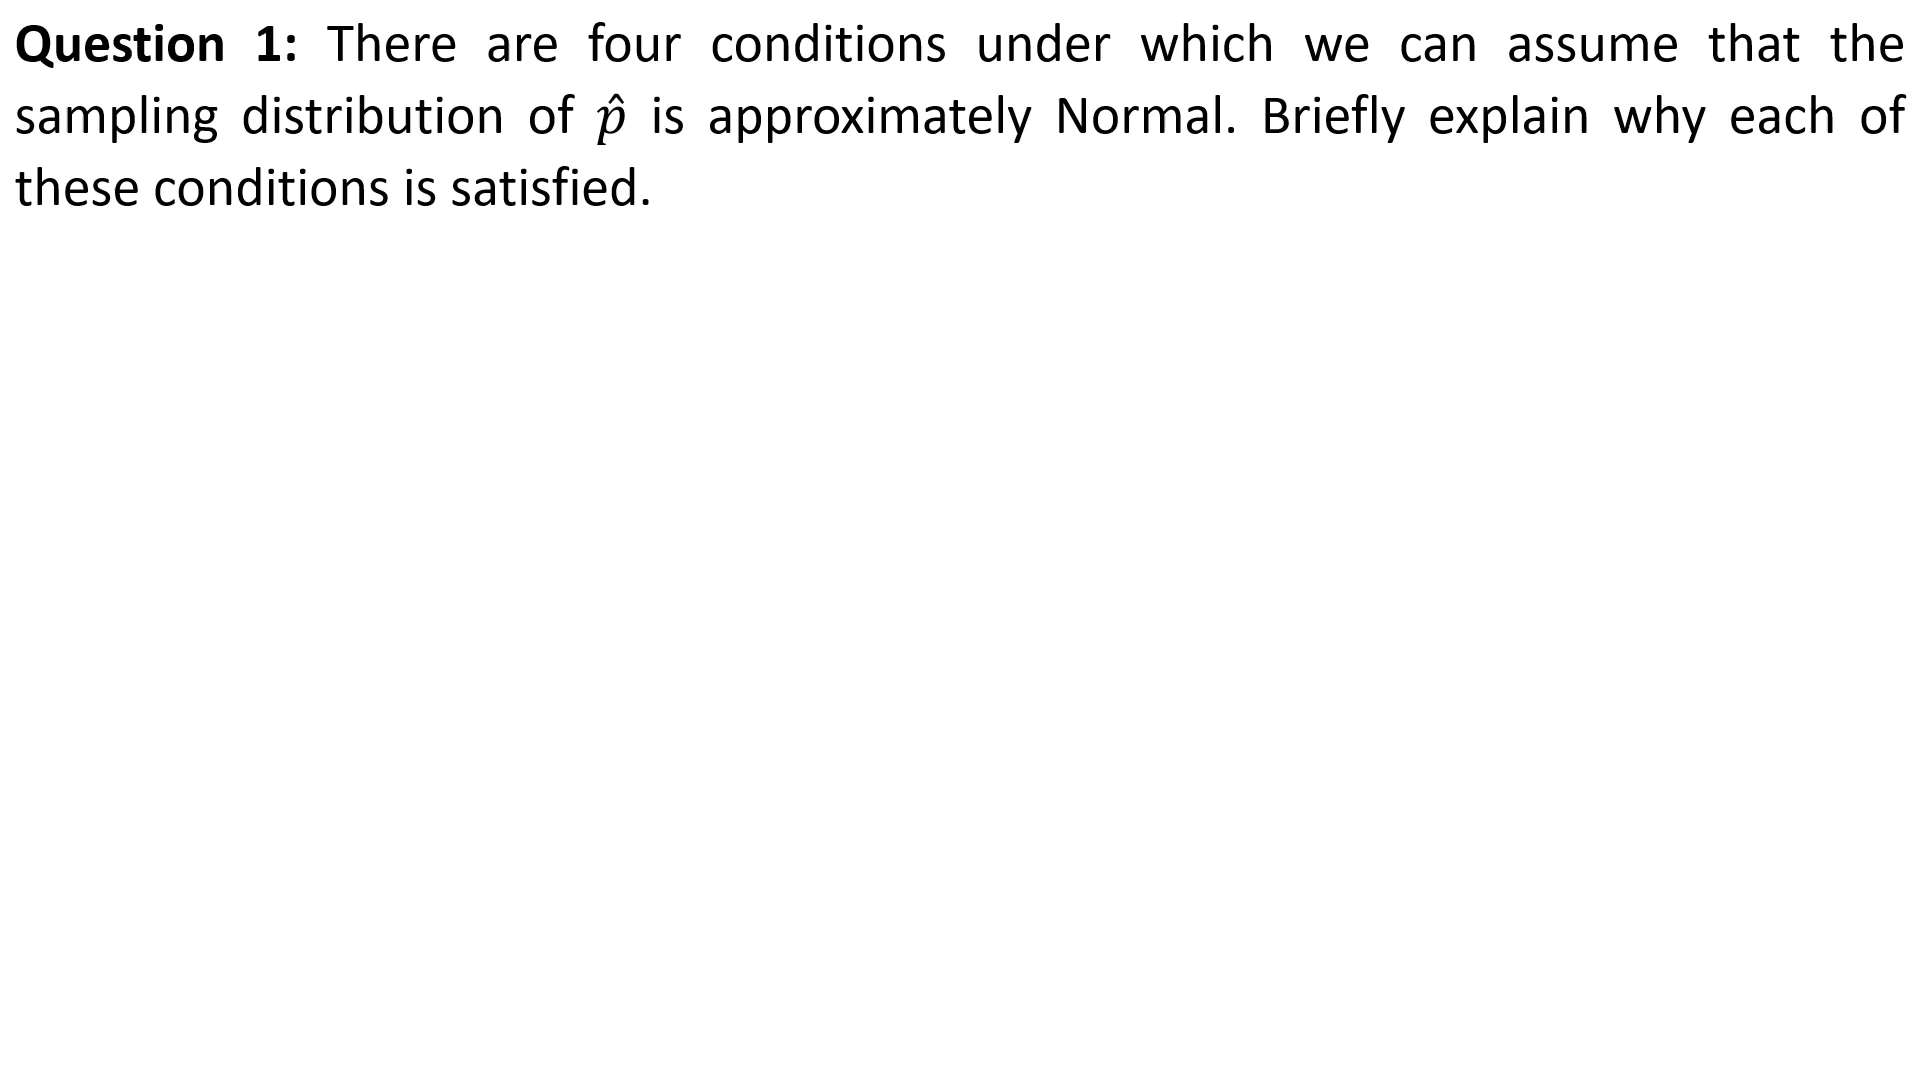 Question 1: There are four conditions under which we can assume that the
sampling distribution of p̂ is approximately Normal. Briefly explain why each of
these conditions is satisfied.